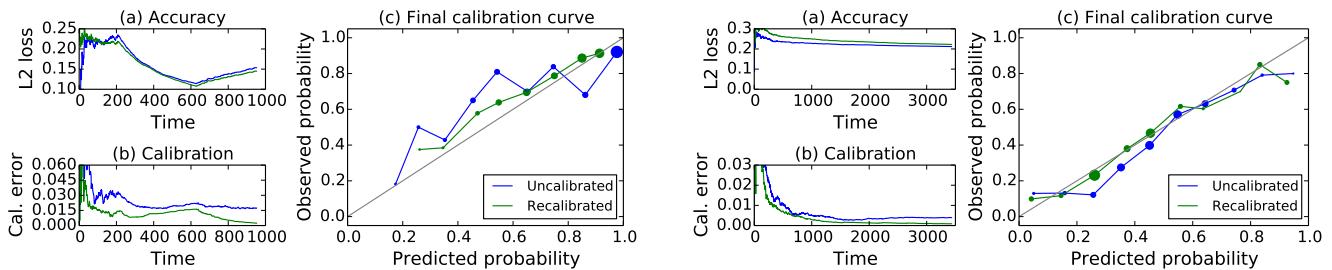 (a) Accuracy
L2 loss
0.25
0.20
0.15
0.10
0 200 400 600 800 1000
Time
(b) Calibration
Cal. error
0.060
0.045
0.030
0.015
0.000
0 200 400 600 800 1000
Time
(c) Final calibration curve
Observed probability
1.0
0.8
0.6
0.4
0.2
0.0
Uncalibrated
Recalibrated
0.0 0.2 0.4 0.6 0.8 1.0
Predicted probability
(a) Accuracy
L2 loss
0.3
0.2
0.1
0.0
0 1000 2000 3000
Time
(b) Calibration
Cal. error
0.03
0.02
0.01
0.00
0 1000 2000 3000
Time
(c) Final calibration curve
Observed probability
1.0
0.8
0.6
0.4
0.2
0.0
Uncalibrated
Recalibrated
0.0 0.2 0.4 0.6 0.8 1.0
Predicted probability